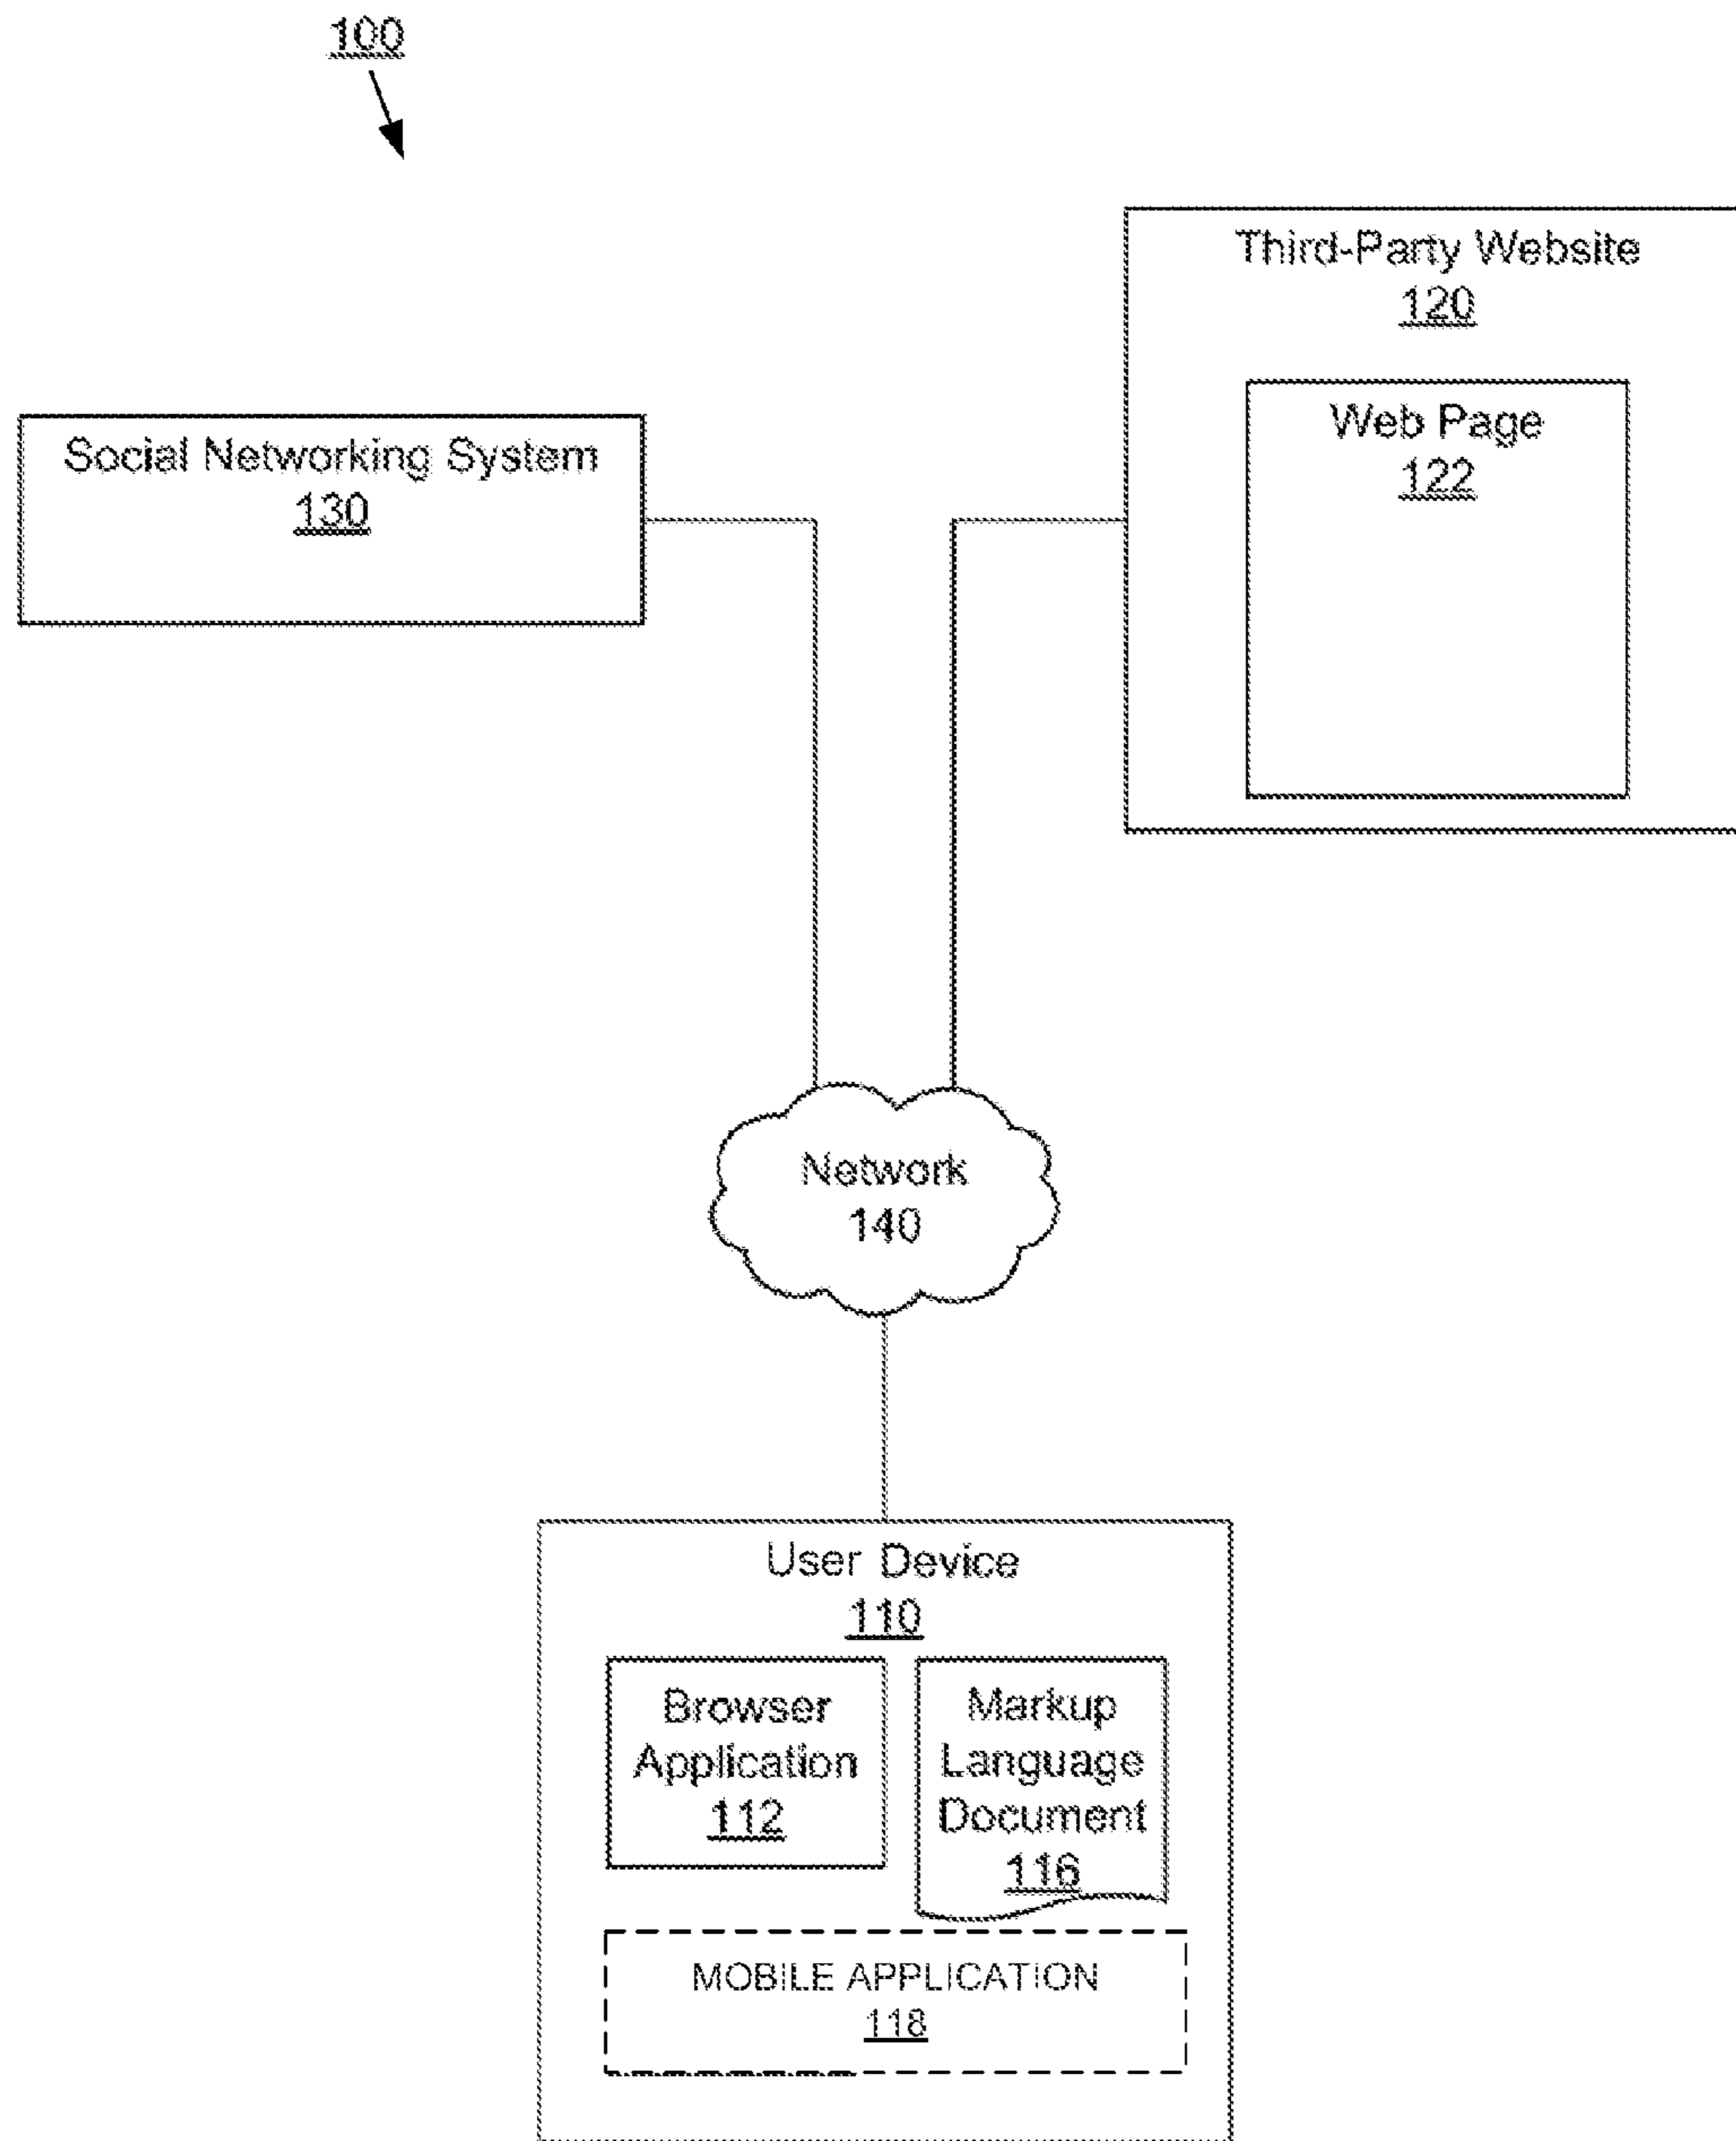 100
Third-Party Website
120
Web Page
122
Social Networking System
130
Network
140
User Device
110
Browser
Application
112
Markup
Language
Document
116
MOBILE APPLICATION
118